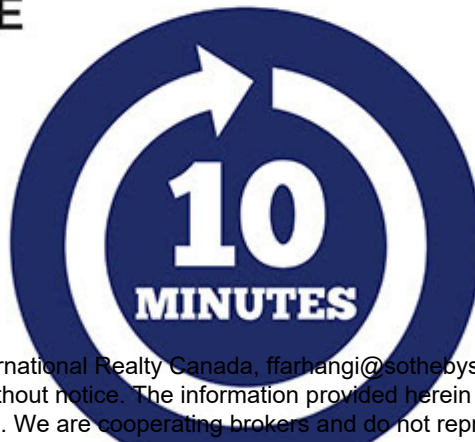 E
10
MINUTES
rnational Realty Canada, ffarhangi@sothebys
thout notice. The information provided herein
. We are cooperating brokers and do not repr